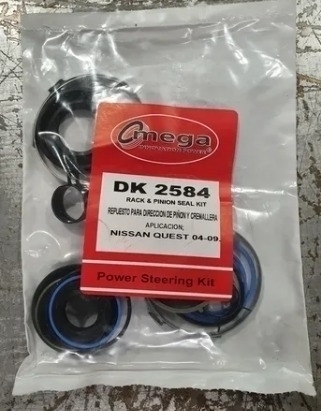 Omega
DK 2584
RACK & PINION SEAL KIT
REPUESTO PARA DIRECCION DE PIÑON Y CREMALLERA
APLICACION;
NISSAN QUEST 04-09.
Power Steering Kit